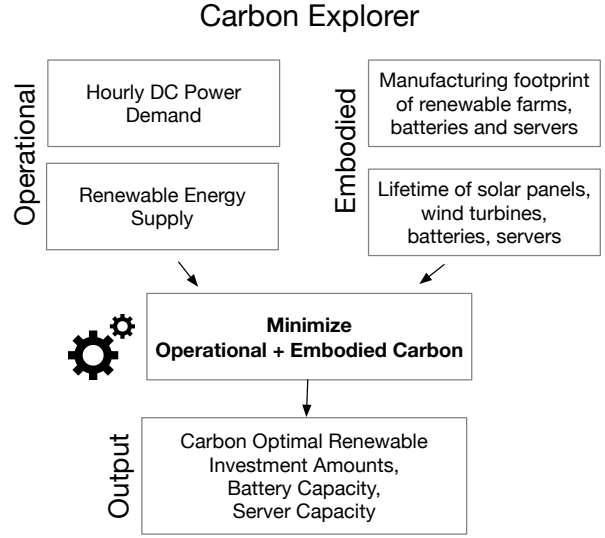 Carbon Explorer
Operational
Hourly DC Power
Demand
Renewable Energy
Supply
Embodied
Manufacturing footprint
of renewable farms,
batteries and servers
Lifetime of solar panels,
wind turbines,
batteries, servers
Minimize
Operational + Embodied Carbon
Output
Carbon Optimal Renewable
Investment Amounts,
Battery Capacity,
Server Capacity